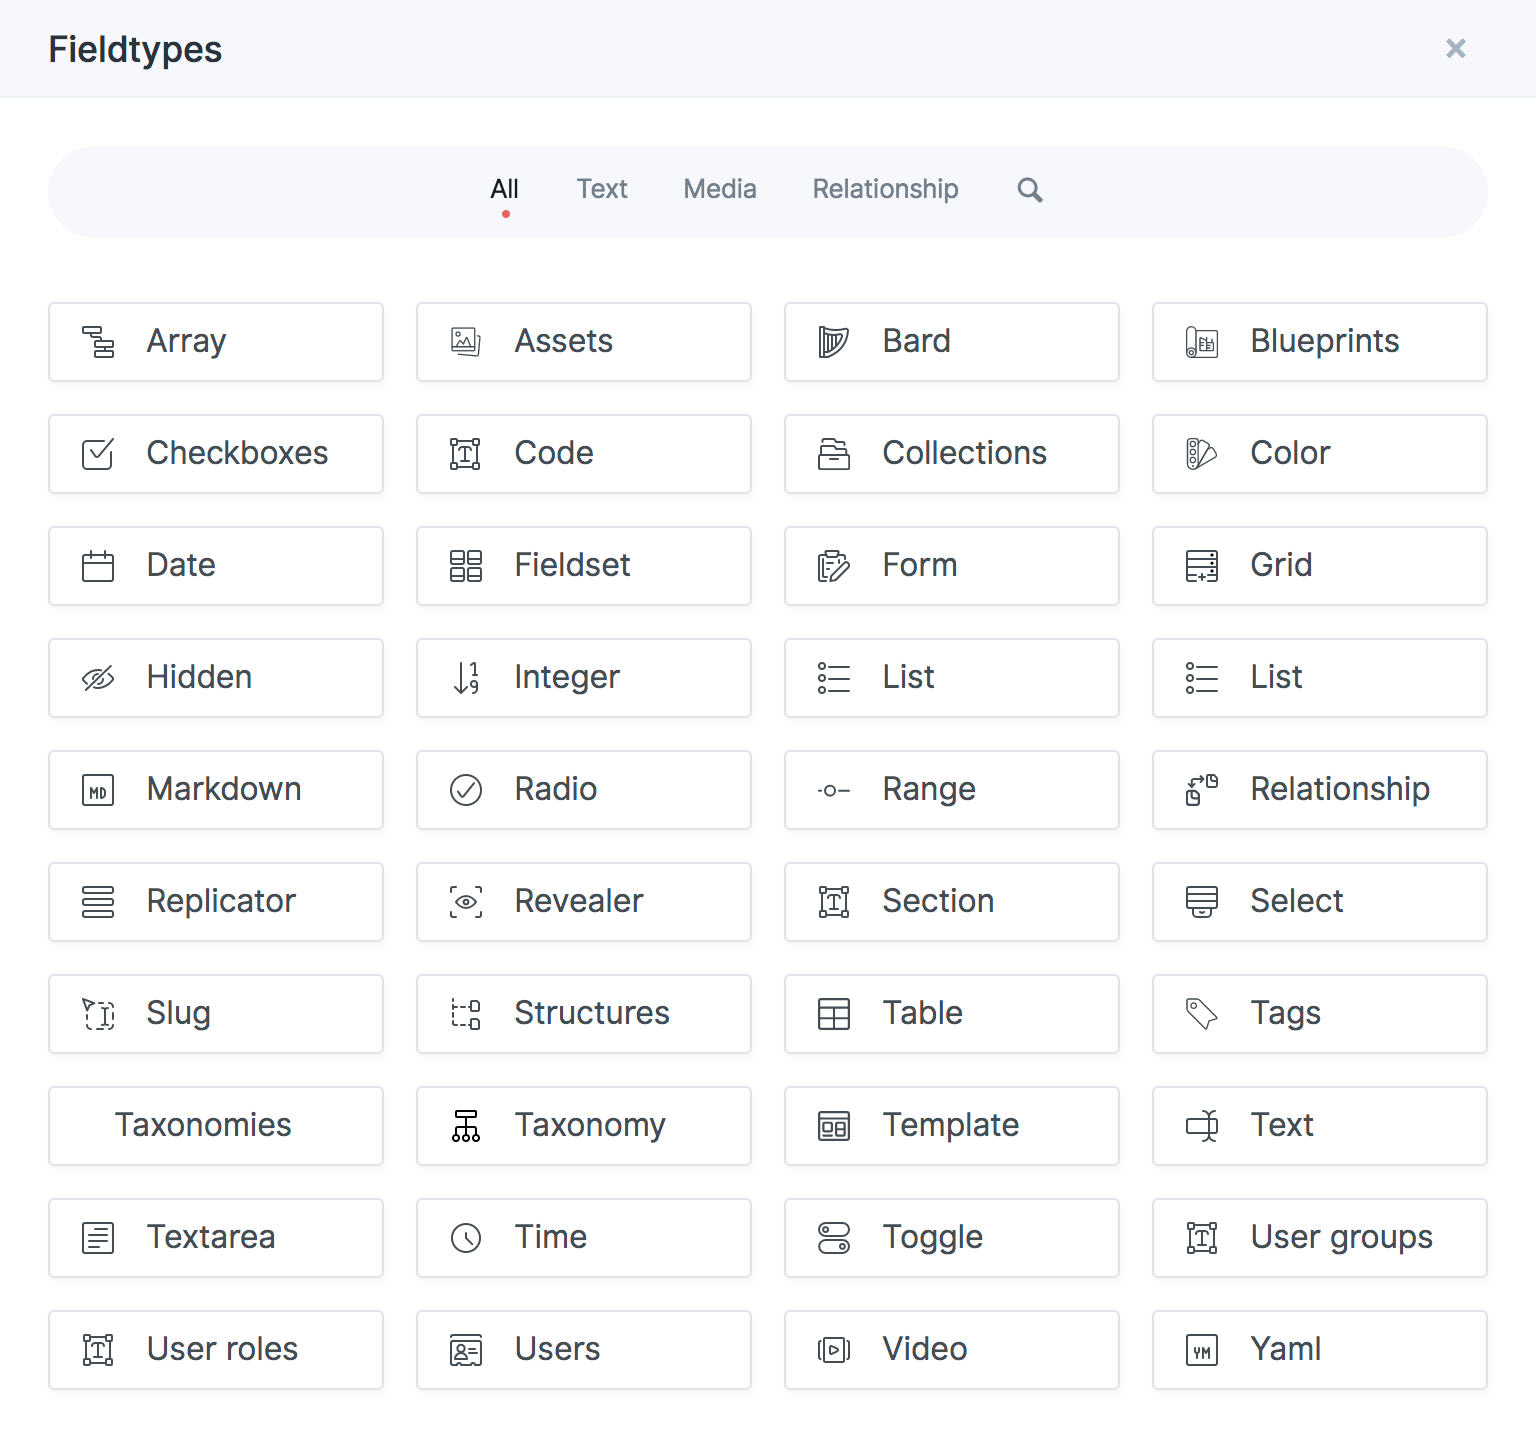 Fieldtypes
All Text Media Relationship
Array Assets Bard Blueprints
Checkboxes Code Collections Color
Date Fieldset Form Grid
Hidden Integer List List
Markdown Radio Range Relationship
Replicator Revealer Section Select
Slug Structures Table Tags
Taxonomies Taxonomy Template Text
Textarea Time Toggle User groups
User roles Users Video Yaml